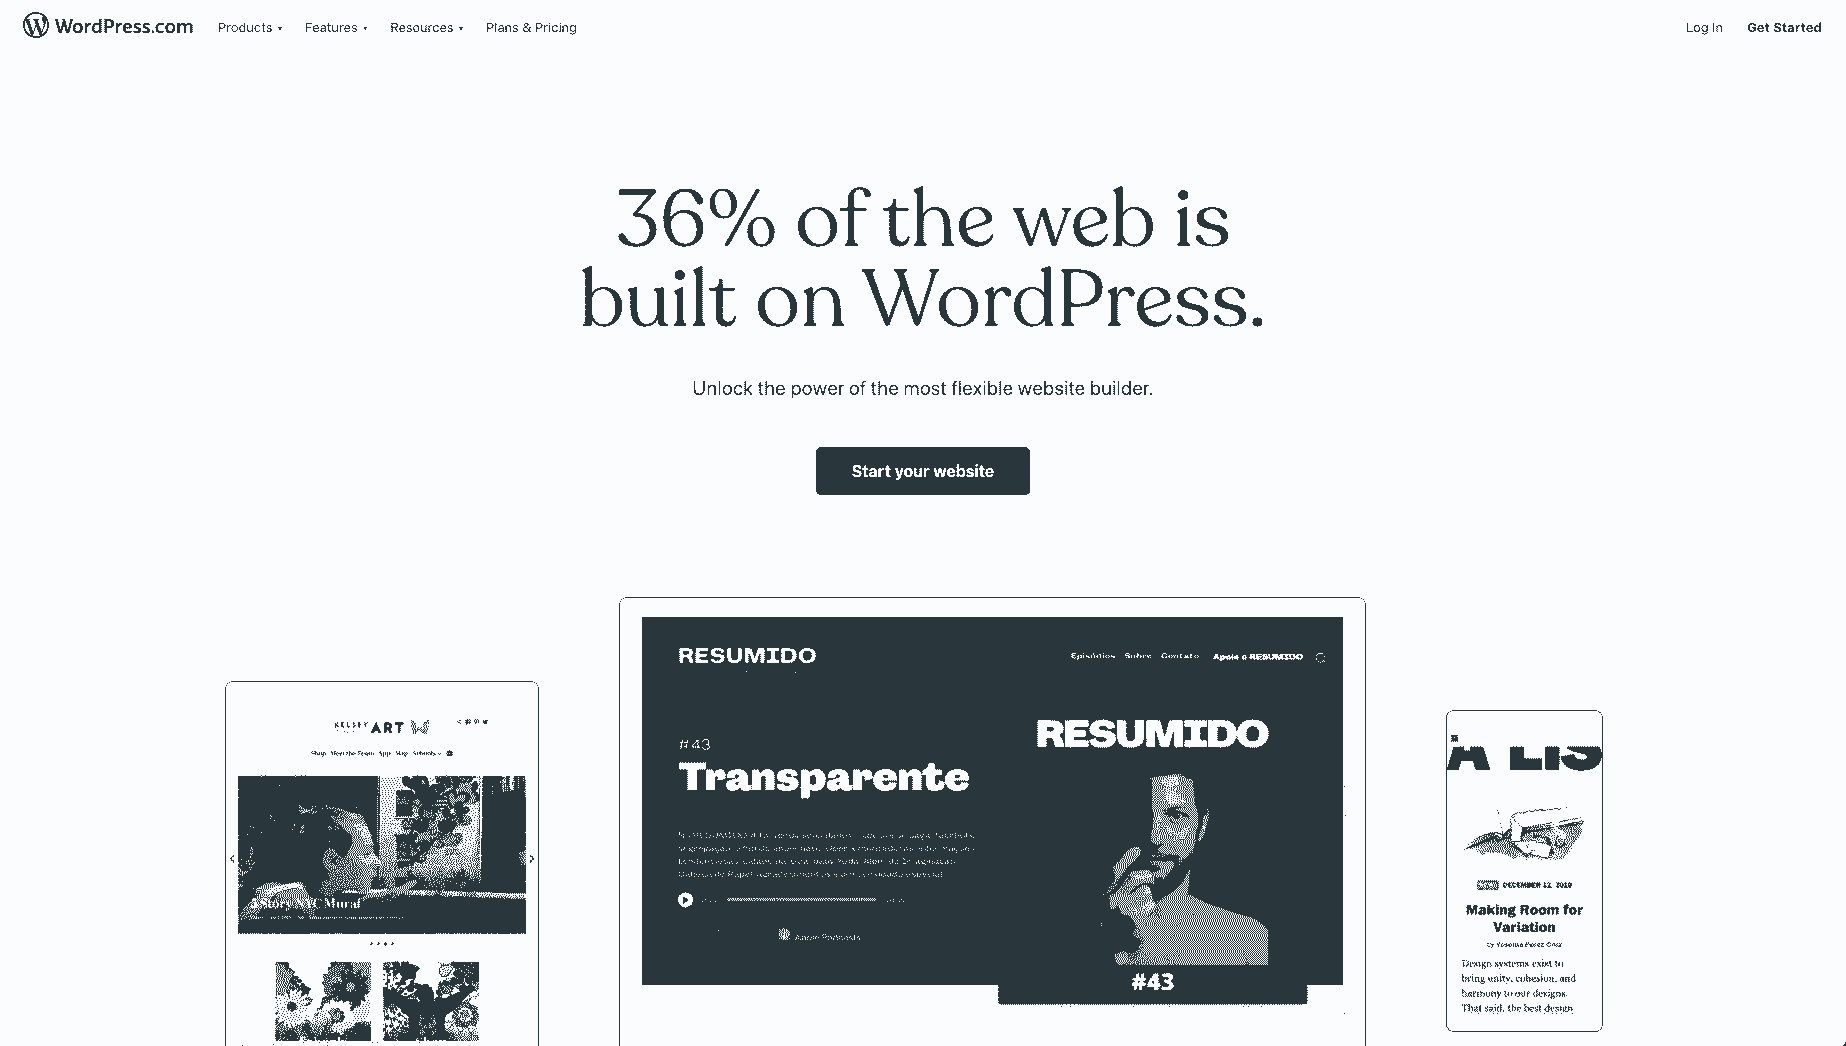 WordPress.com Products Features Resources Plans & Pricing Log In Get Started
36% of the web is
built on WordPress.
Unlock the power of the most flexible website builder.
Start your website
KELSEY ART
Shop Meet the Team App Map
A Story NYC Mural
RESUMIDO Episódios Sobre Contato Apoie o RESUMIDO
RESUMIDO
#43
Transparente
Apple Podcasts
#43
A LIS
DECEMBER 12, 2019
Making Room for
Variation
by
Design systems exist to
bring unity, cohesion, and
harmony to our designs.
That said, the best design